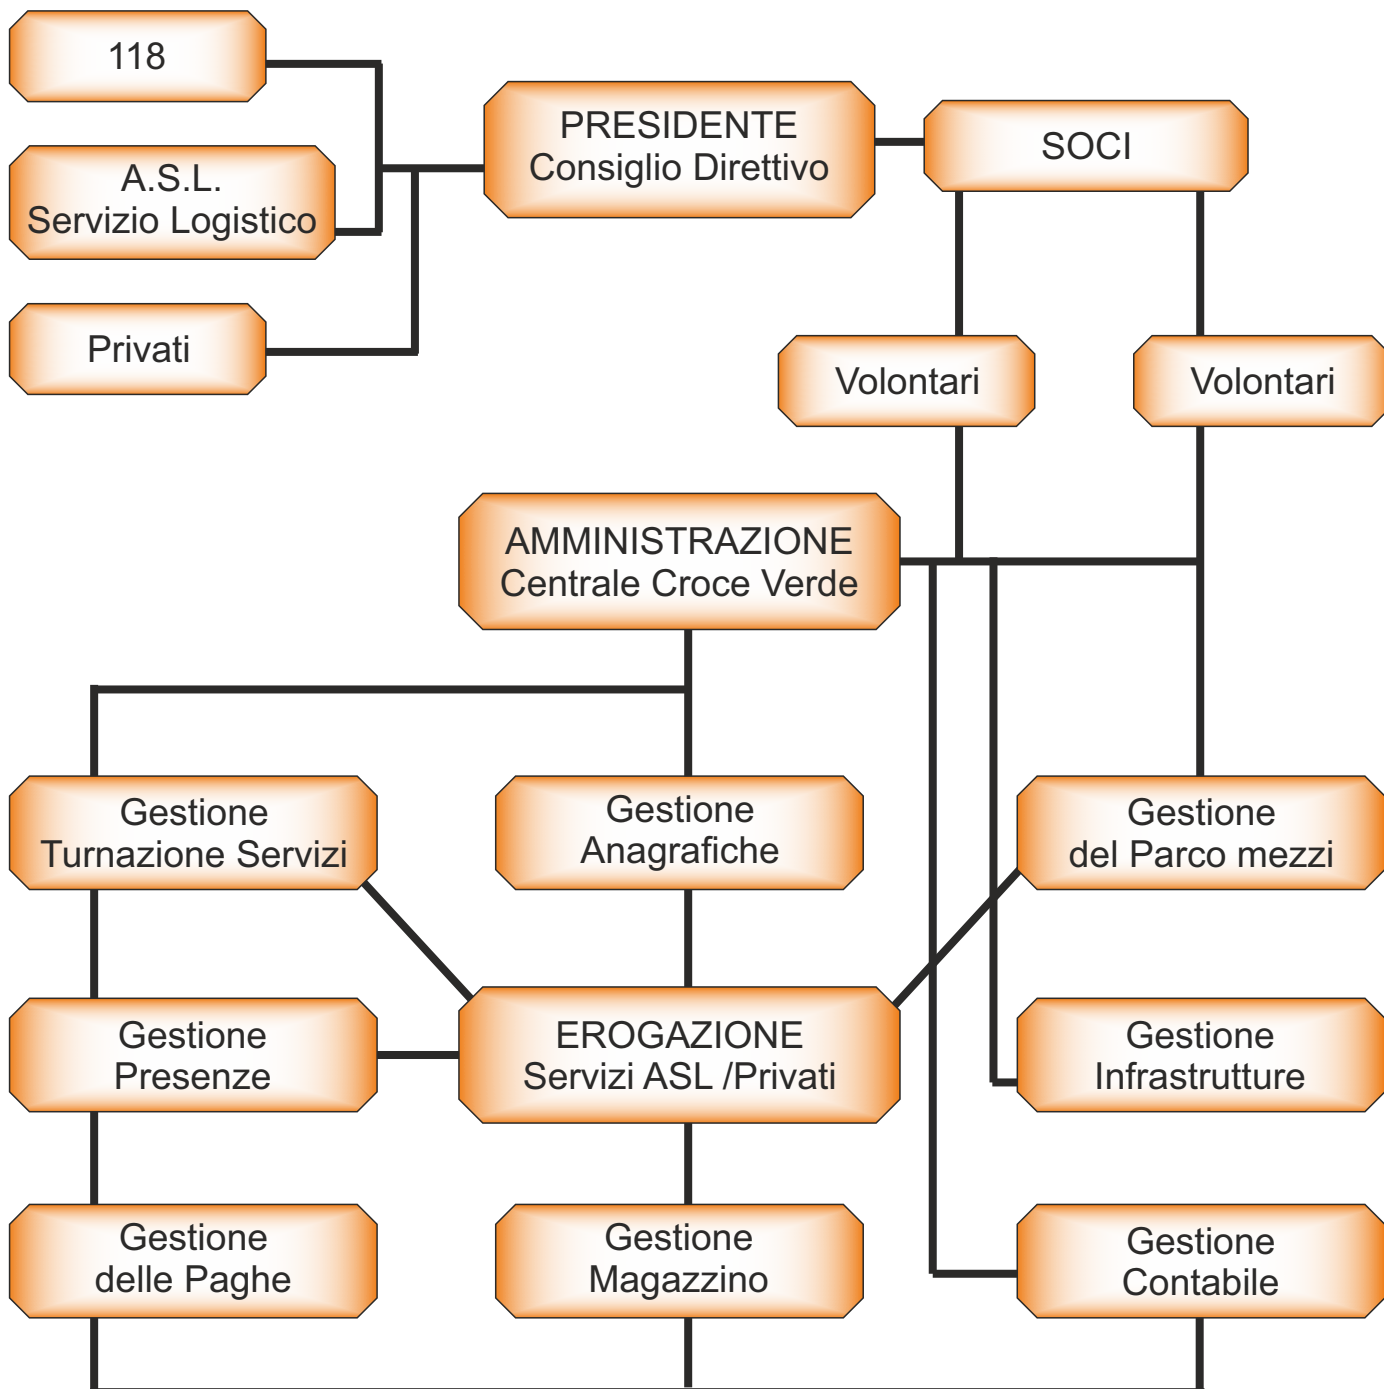 118
PRESIDENTE
Consiglio Direttivo
SOCI
A.S.L.
Servizio Logistico
Privati
Volontari
Volontari
AMMINISTRAZIONE
Centrale Croce Verde
Gestione
Turnazione Servizi
Gestione
Anagrafiche
Gestione
del Parco mezzi
Gestione
Presenze
EROGAZIONE
Servizi ASL /Privati
Gestione
Infrastrutture
Gestione
delle Paghe
Gestione
Magazzino
Gestione
Contabile